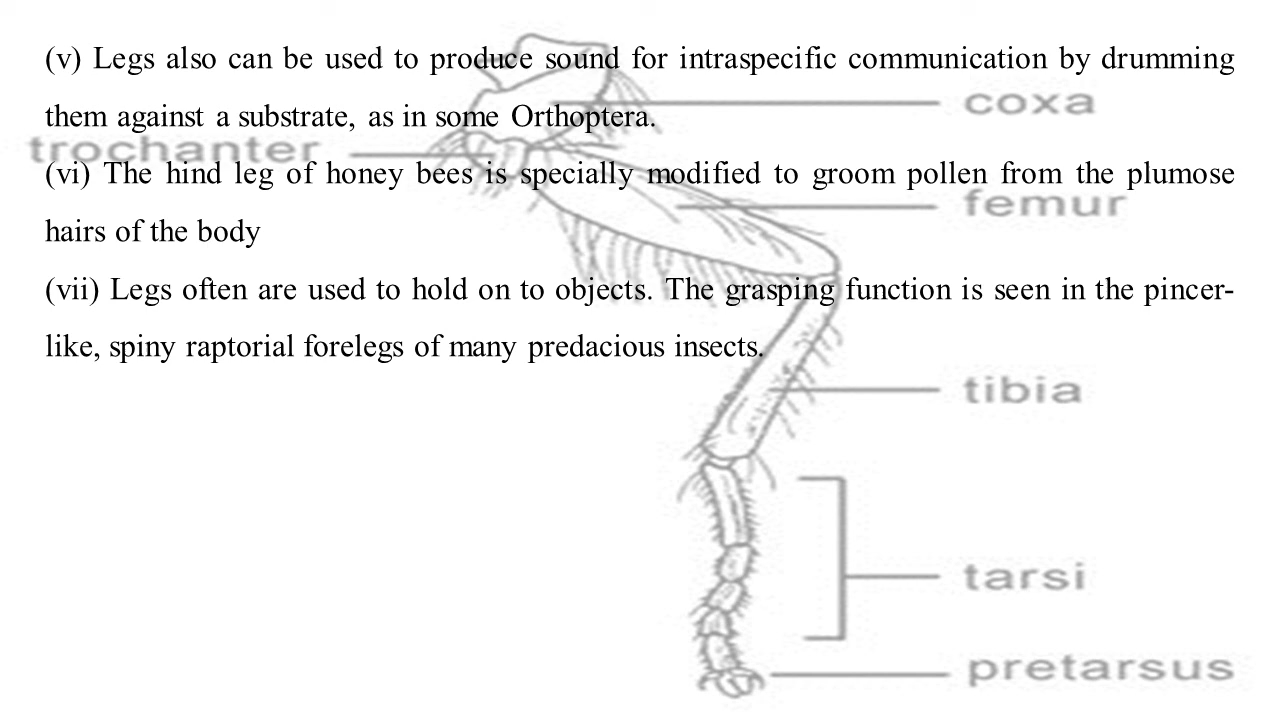 (v) Legs also can be used to produce sound for intraspecific communication by drumming
them against a substrate, as in some Orthoptera.
(vi) The hind leg of honey bees is specially modified to groom pollen from the plumose
hairs of the body
(vii) Legs often are used to hold on to objects. The grasping function is seen in the pincer-
like, spiny raptorial forelegs of many predacious insects.
coxa
trochanter
femur
tibia
tarsi
pretarsus